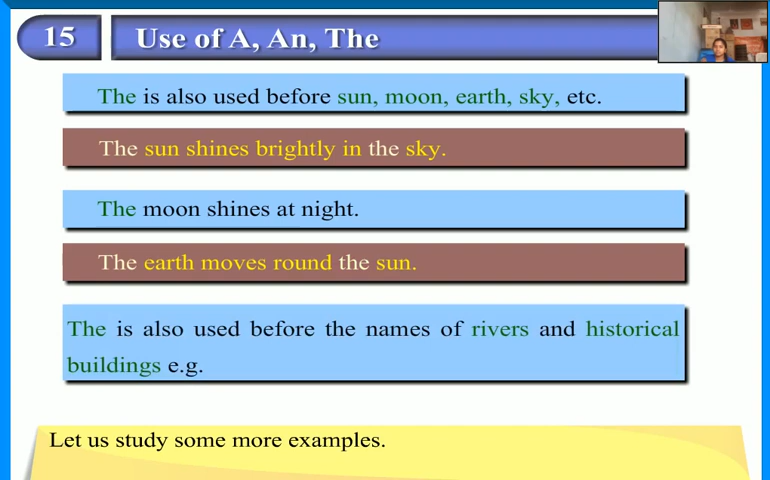 15
Use of A, An, The
The is also used before sun, moon, earth, sky, etc.
The sun shines brightly in the sky.
The moon shines at night.
The earth moves round the sun.
The is also used before the names of rivers and historical
buildings e.g.
Let us study some more examples.